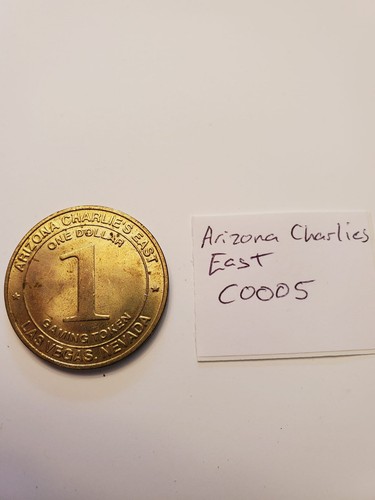 ARIZONA CHARLIE'S EAST
ONE DOLLAR
1
GAMING TOKEN
LAS VEGAS, NEVADA
Arizona Charlies
East
C0005